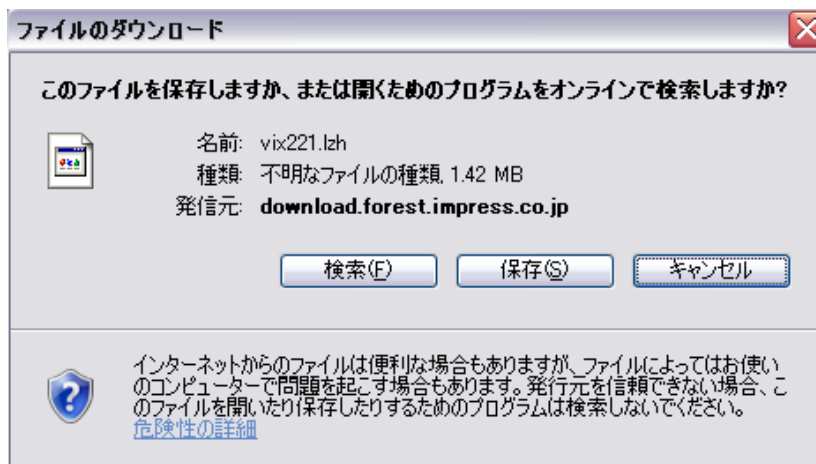 ファイルのダウンロード
このファイルを保存しますか、または開くためのプログラムをオンラインで検索しますか?
名前: vix221.lzh
種類: 不明なファイルの種類, 1.42 MB
発信元: download.forest.impress.co.jp
検索(F) 保存(S) キャンセル
インターネットからのファイルは便利な場合もありますが、ファイルによってはお使い
のコンピューターで問題を起こす場合もあります。発行元を信頼できない場合、こ
のファイルを開いたり保存したりするためのプログラムは検索しないでください。
危険性の詳細